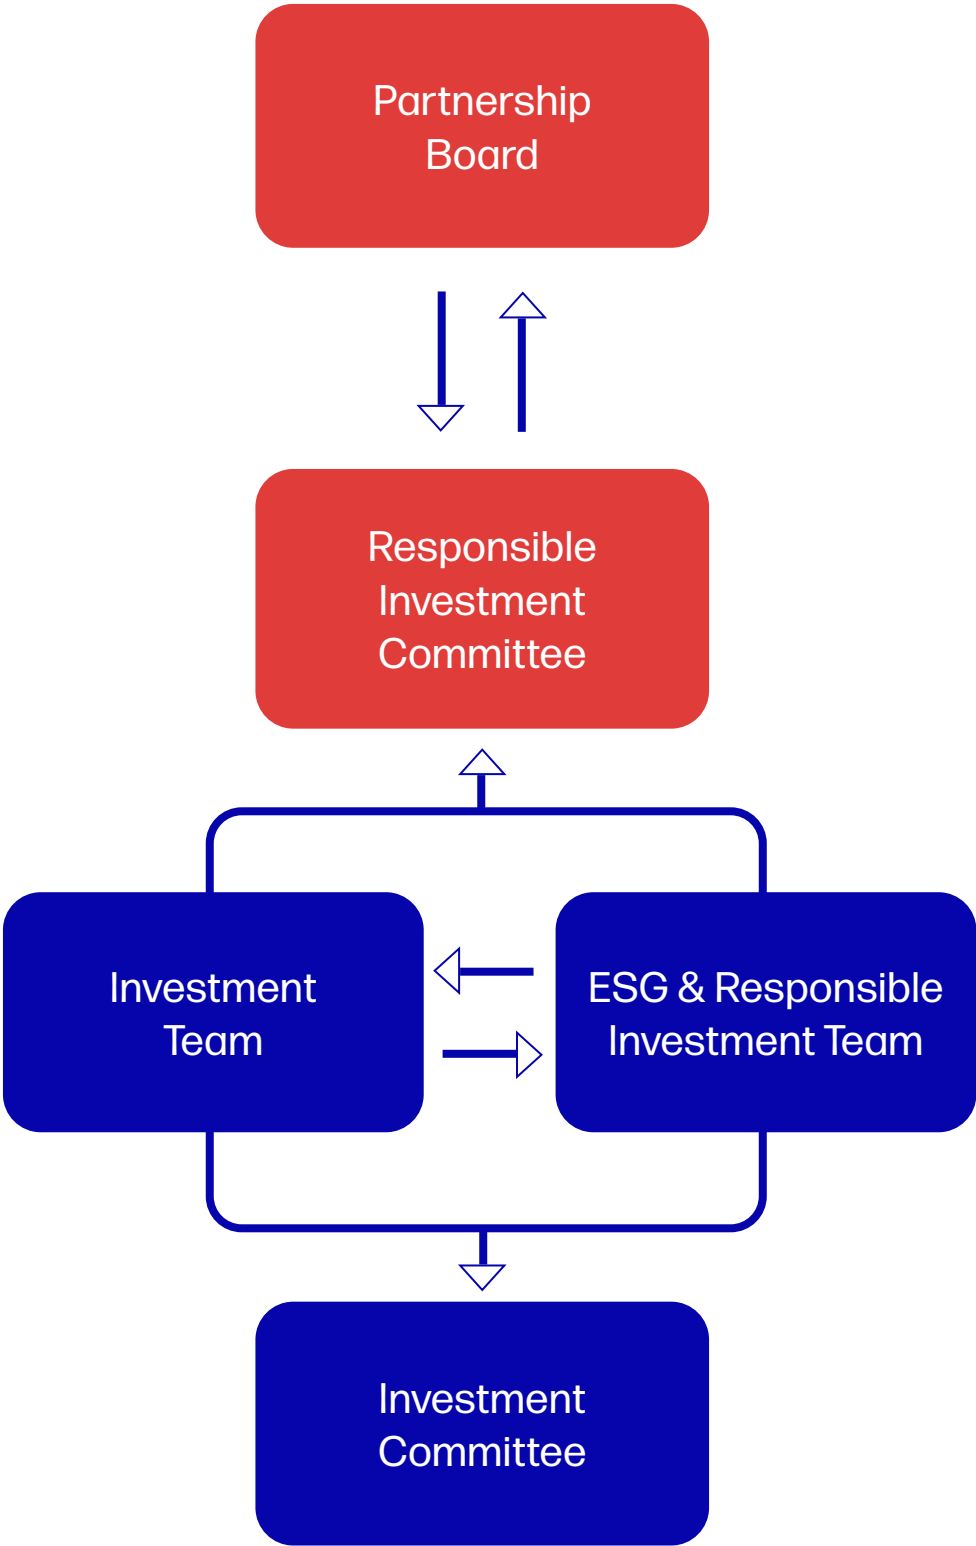 Partnership
Board
Responsible
Investment
Committee
Investment
Team
ESG & Responsible
Investment Team
Investment
Committee